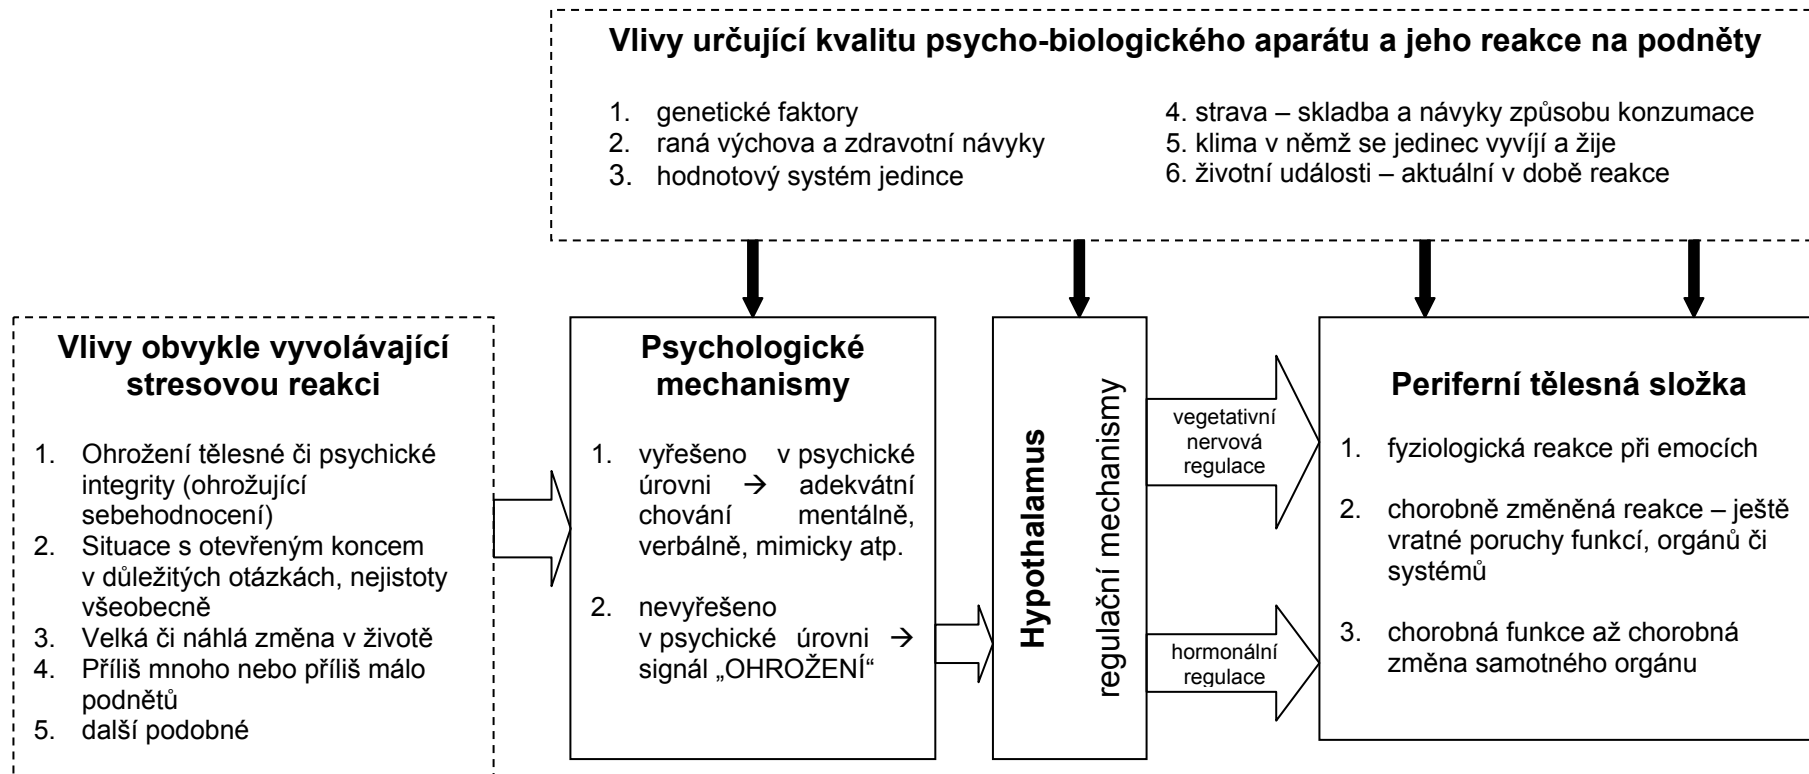 Vlivy určující kvalitu psycho-biologického aparátu a jeho reakce na podněty
1. genetické faktory
2. raná výchova a zdravotní návyky
3. hodnotový systém jedince
4. strava – skladba a návyky způsobu konzumace
5. klima v němž se jedinec vyvíjí a žije
6. životní události – aktuální v době reakce
Vlivy obvykle vyvolávající
stresovou reakci
1. Ohrožení tělesné či psychické
integrity (ohrožující
sebehodnocení)
2. Situace s otevřeným koncem
v důležitých otázkách, nejistoty
všeobecně
3. Velká či náhlá změna v životě
4. Příliš mnoho nebo příliš málo
podnětů
5. další podobné
Psychologické
mechanismy
1. vyřešeno v psychické
úrovni → adekvátní
chování mentálně,
verbálně, mimicky atp.
2. nevyřešeno
v psychické úrovni →
signál „OHROŽENÍ“
Hypothalamus
regulační mechanismy
vegetativní
nervová
regulace
hormonální
regulace
Periferní tělesná složka
1. fyziologická reakce při emocích
2. chorobně změněná reakce – ještě
vratné poruchy funkcí, orgánů či
systémů
3. chorobná funkce až chorobná
změna samotného orgánu